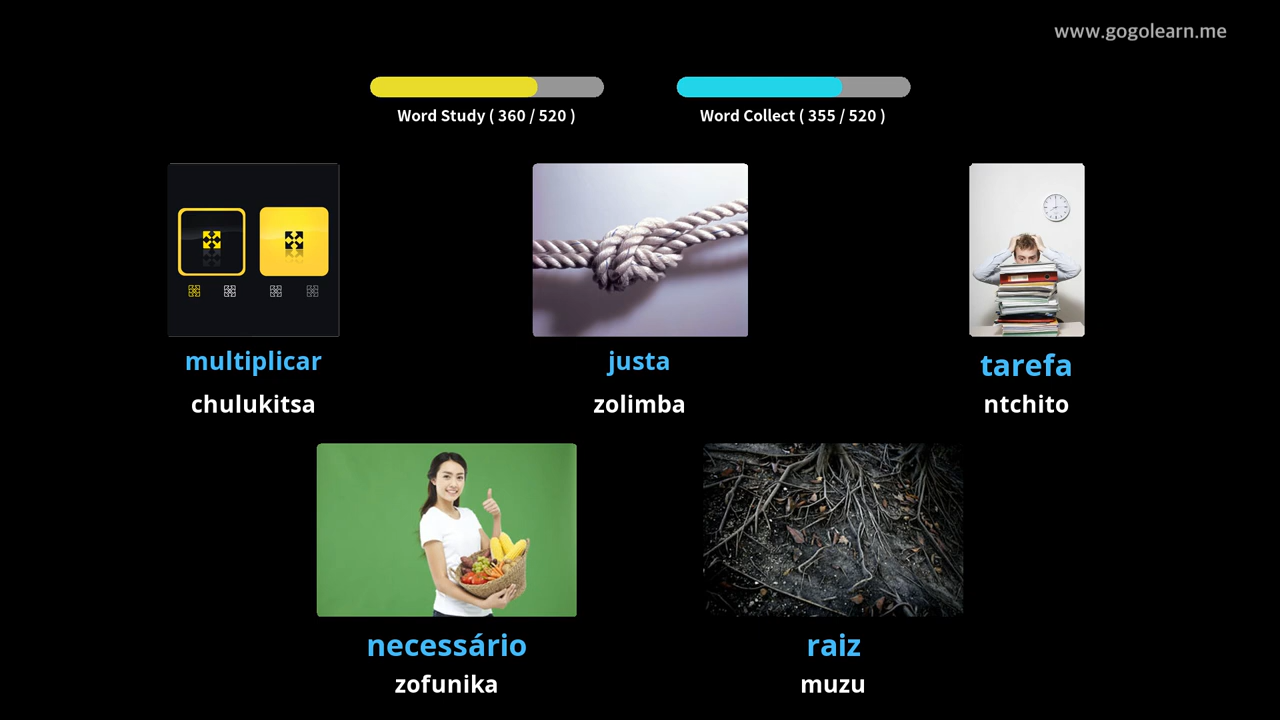 www.gogolearn.me
Word Study ( 360 / 520 )
Word Collect ( 355 / 520 )
multiplicar
chulukitsa
justa
zolimba
tarefa
ntchito
necessário
zofunika
raiz
muzu